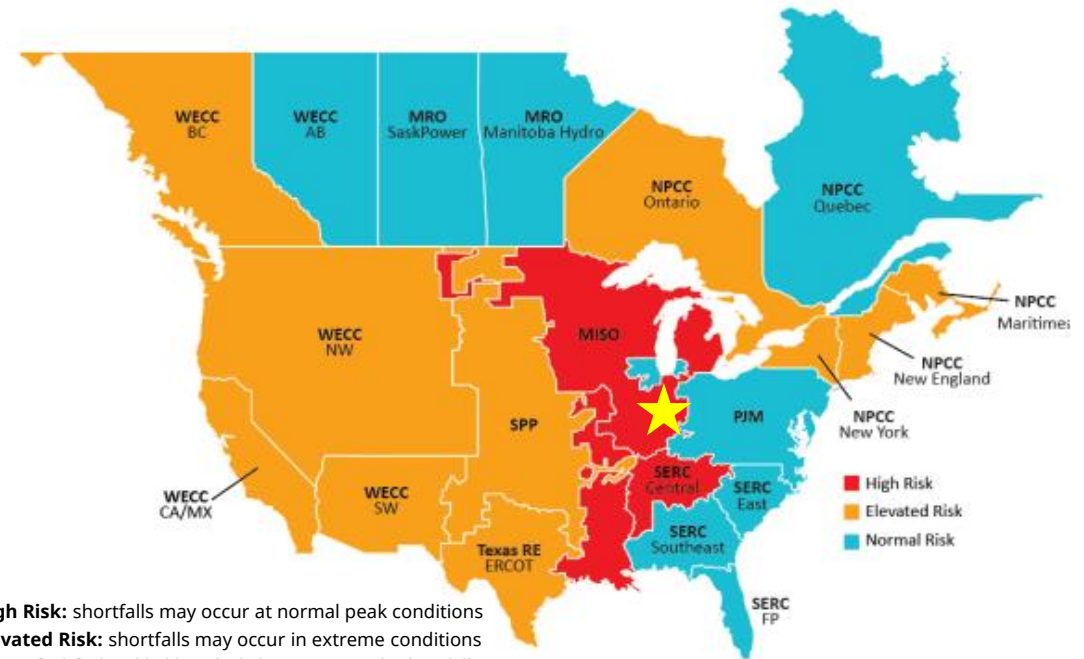 WECC
BC
WECC
AB
MRO
SaskPower
MRO
Manitoba Hydro
NPCC
Ontario
NPCC
Quebec
NPCC
Maritimes
WECC
NW
MISO
NPCC
New England
SPP
PJM
NPCC
New York
WECC
CA/MX
WECC
SW
SERC
Central
SERC
East
High Risk
Elevated Risk
Normal Risk
SERC
Southeast
Texas RE
ERCOT
SERC
FP
gh Risk: shortfalls may occur at normal peak conditions
vated Risk: shortfalls may occur in extreme conditions